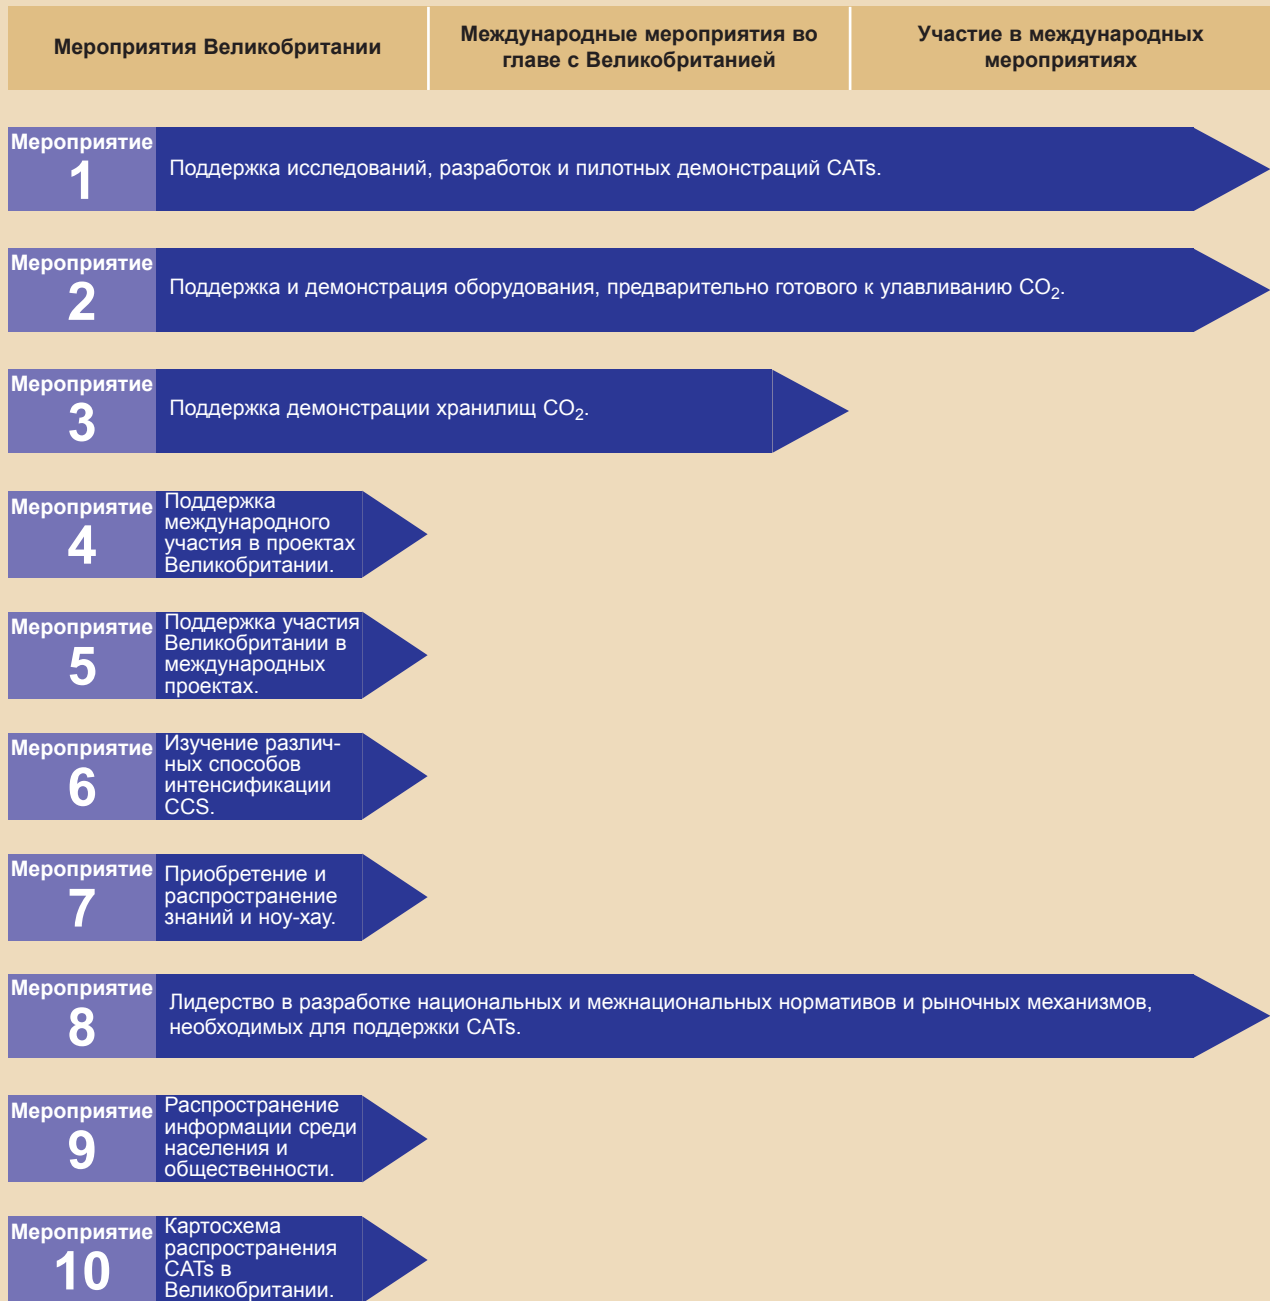 Мероприятия Великобритании
Международные мероприятия во
главе с Великобританией
Участие в международных
мероприятиях
Мероприятие
1
Поддержка исследований, разработок и пилотных демонстраций CATs.
Мероприятие
2
Поддержка и демонстрация оборудования, предварительно готового к улавливанию CO₂.
Мероприятие
3
Поддержка демонстрации хранилищ CO₂.
Мероприятие
4
Поддержка
международного
участия в проектах
Великобритании.
Мероприятие
5
Поддержка участия
Великобритании в
международных
проектах.
Мероприятие
6
Изучение различ-
ных способов
интенсификации
CCS.
Мероприятие
7
Приобретение и
распространение
знаний и ноу-хау.
Мероприятие
8
Лидерство в разработке национальных и межнациональных нормативов и рыночных механизмов,
необходимых для поддержки CATs.
Мероприятие
9
Распространение
информации среди
населения и
общественности.
Мероприятие
10
Картосхема
распространения
CATs в
Великобритании.